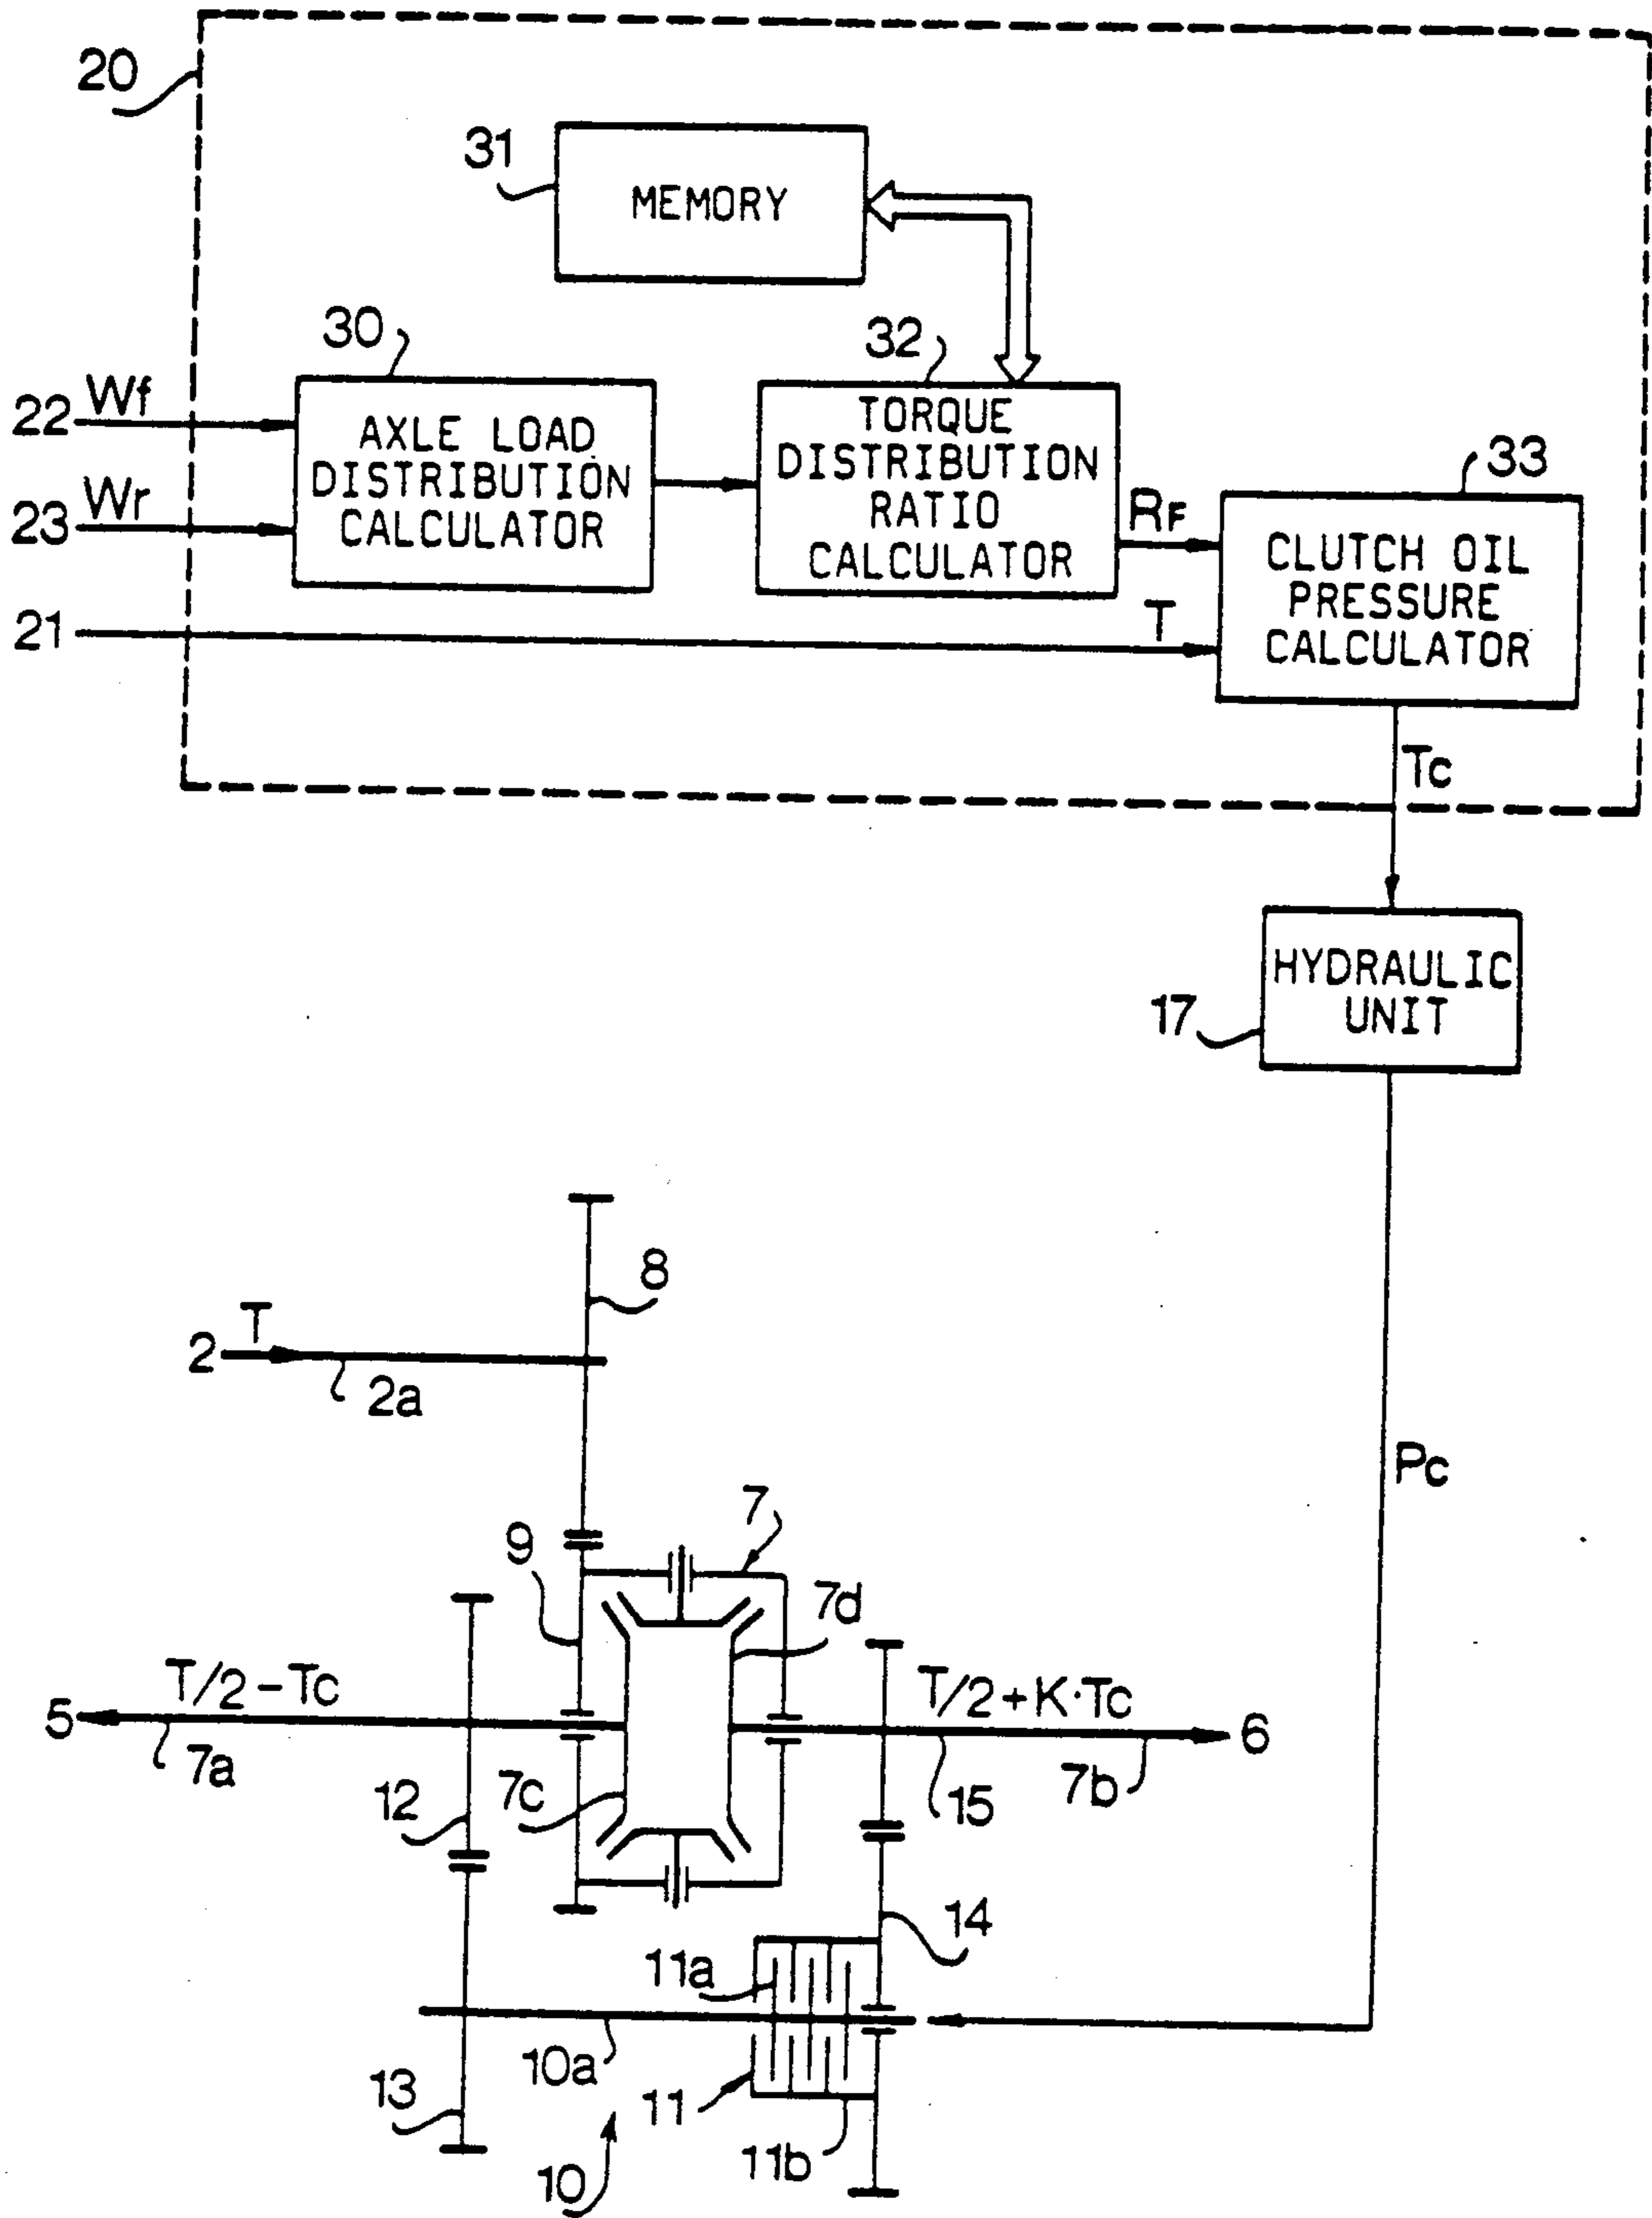 20
31
MEMORY
30
32
22 Wf
AXLE LOAD
DISTRIBUTION
CALCULATOR
TORQUE
DISTRIBUTION
RATIO
CALCULATOR
33
23 Wr
RF
CLUTCH OIL
PRESSURE
CALCULATOR
21
T
Tc
HYDRAULIC
UNIT
17
8
T
2
2a
Pc
7
9
7d
T/2-Tc
T/2+K·Tc
5
6
7a
7c
15
7b
12
14
11a
10a
13
11
11b
10